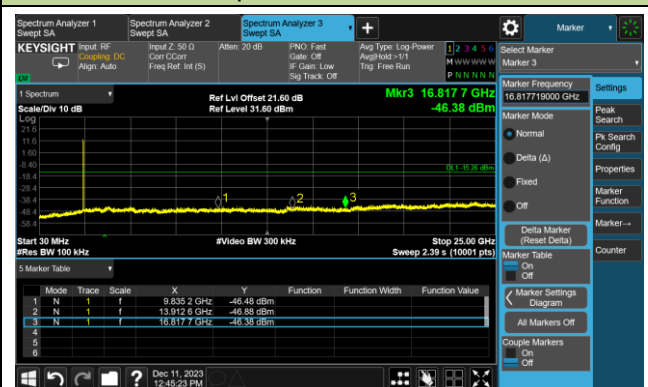 Spectrum Analyzer 1
Swept SA
Spectrum Analyzer 2
Swept SA
Spectrum Analyzer 3
Swept SA
Marker
KEYSIGHT
Input: RF
Coupling: DC
Align: Auto
Input Z: 50 Ω
Corr CCorr
Freq Ref: Int (S)
Atten: 20 dB
PNO: Fast
Gate: Off
IF Gain: Low
Sig Track: Off
Avg Type: Log-Power
Avg|Hold:>1/1
Trig: Free Run
1 2 3 4 5 6
M W W W W W
P N N N N N
LM
1 Spectrum
Scale/Div 10 dB
Log
Ref Lvl Offset 21.60 dB
Ref Level 31.60 dBm
Mkr3 16.817 7 GHz
-46.38 dBm
21.6
11.6
1.60
-8.40
-18.4
-28.4
-38.4
-48.4
-58.4
DL1 -15.26 dBm
1
2
3
Start 30 MHz
#Res BW 100 kHz
#Video BW 300 kHz
Stop 25.00 GHz
Sweep 2.39 s (10001 pts)
5 Marker Table
Mode Trace Scale X Y Function Function Width Function Value
1 N 1 f 9.835 2 GHz -46.48 dBm
2 N 1 f 13.912 6 GHz -46.88 dBm
3 N 1 f 16.817 7 GHz -46.38 dBm
4
5
6
Dec 11, 2023
12:45:23 PM
Select Marker
Marker 3
Marker Frequency
16.817719000 GHz
Marker Mode
Normal
Delta (Δ)
Fixed
Off
Delta Marker
(Reset Delta)
Marker Table
On
Off
Marker Settings
Diagram
All Markers Off
Couple Markers
On
Off
Settings
Peak
Search
Pk Search
Config
Properties
Marker
Function
Marker→
Counter